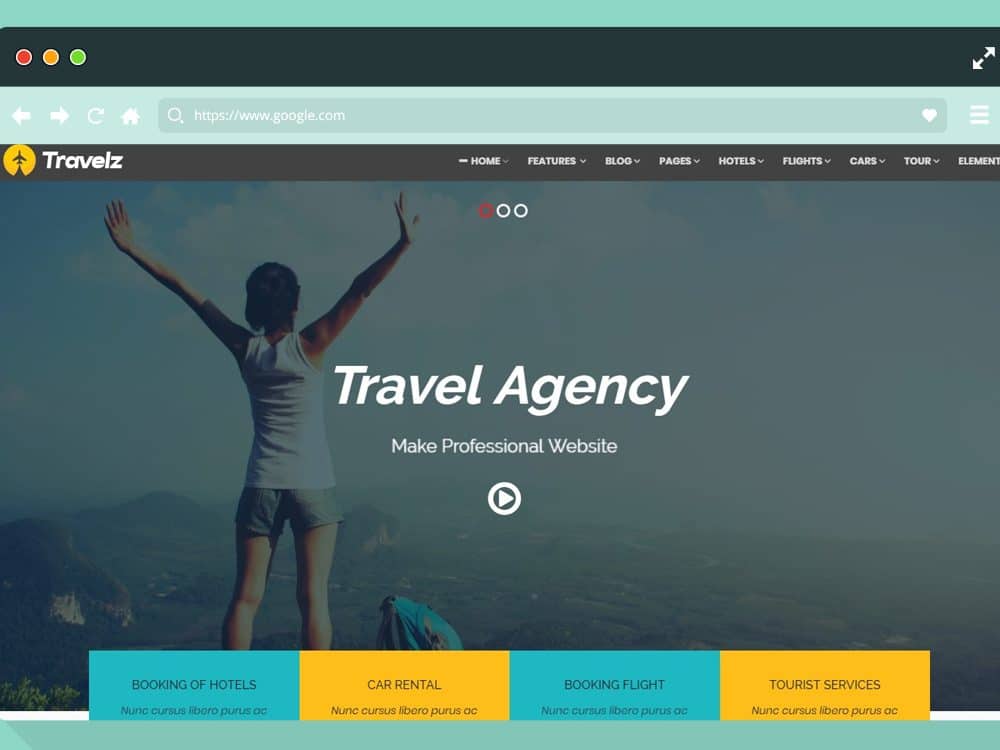 https://www.google.com
Travelz
HOME FEATURES BLOG PAGES HOTELS FLIGHTS CARS TOUR ELEMENT
Travel Agency
Make Professional Website
BOOKING OF HOTELS CAR RENTAL BOOKING FLIGHT TOURIST SERVICES
Nunc cursus libero purus ac Nunc cursus libero purus ac Nunc cursus libero purus ac Nunc cursus libero purus ac